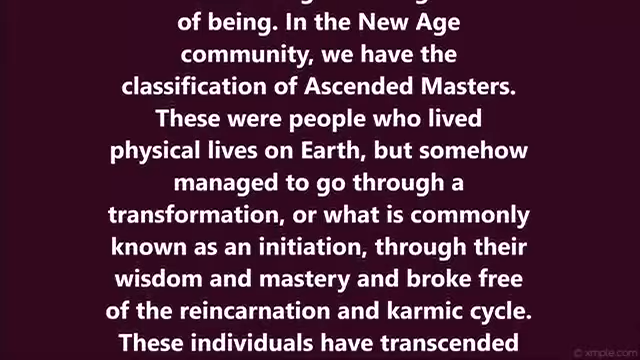 of being. In the New Age
community, we have the
classification of Ascended Masters.
These were people who lived
physical lives on Earth, but somehow
managed to go through a
transformation, or what is commonly
known as an initiation, through their
wisdom and mastery and broke free
of the reincarnation and karmic cycle.
These individuals have transcended
© xmple.com